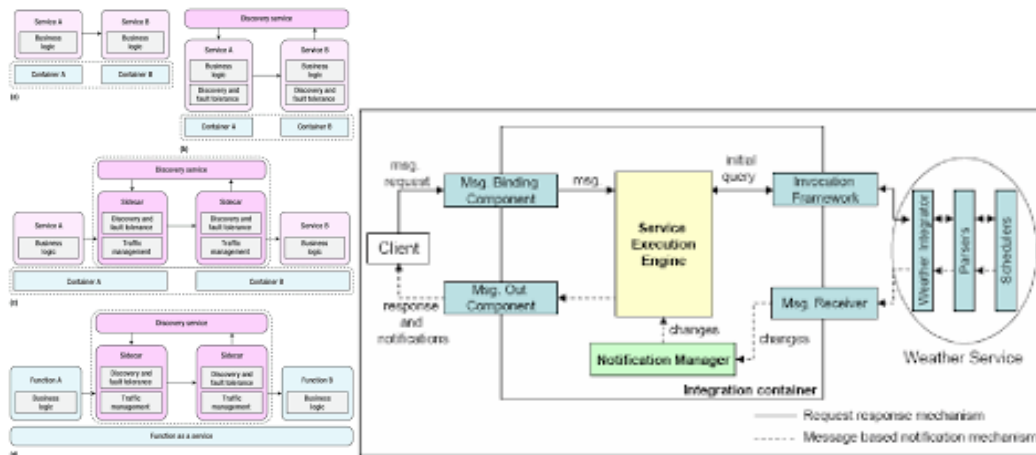 Service A
Business
logic
Service B
Business
logic
Container A
Container B
(a)
Discovery service
Service A
Business
logic
Discovery and
fault tolerance
Service B
Business
logic
Discovery and
fault tolerance
Container A
Container B
(b)
Discovery service
Service A
Business
logic
Sidecar
Discovery and
fault tolerance
Traffic
management
Sidecar
Discovery and
fault tolerance
Traffic
management
Service B
Business
logic
Container A
Container B
(c)
Discovery service
Function A
Business
logic
Sidecar
Discovery and
fault tolerance
Traffic
management
Sidecar
Discovery and
fault tolerance
Traffic
management
Function B
Business
logic
Function as a service
msg.
request
Msg. Binding
Component
msg.
Service
Execution
Engine
initial
query
Invocation
Framework
Client
Msg. Out
Component
response
and
notifications
changes
Notification Manager
changes
Msg. Receiver
Integration container
Weather Integrator
Parsers
Schedulers
Weather Service
Request response mechanism
Message based notification mechanism